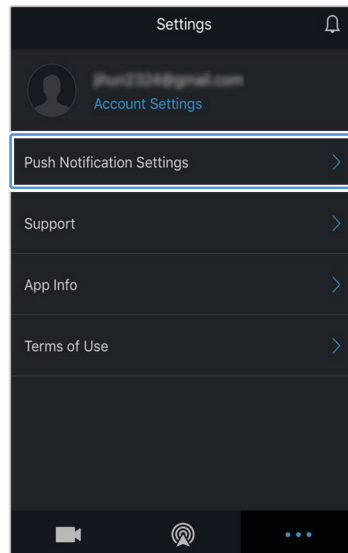 Settings
Account Settings
Push Notification Settings
Support
App Info
Terms of Use